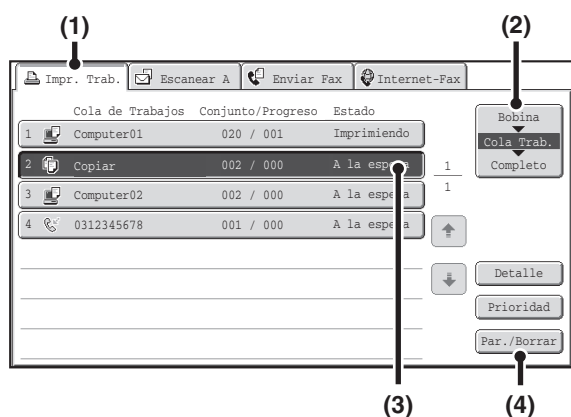 (1) (2)
Impr. Trab. Escanear A Enviar Fax Internet-Fax
Cola de Trabajos Conjunto/Progreso Estado
Bobina
1 Computer01 020 / 001 Imprimiendo
Cola Trab.
2 Copiar 002 / 000 A la espera 1
Completo
3 Computer02 002 / 000 A la espera 1
4 0312345678 001 / 000 A la espera
Detalle
Prioridad
Par./Borrar
(3) (4)